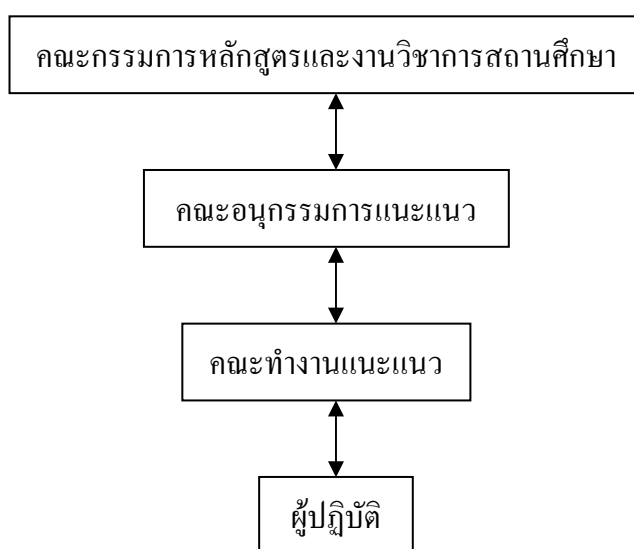 คณะกรรมการหลักสูตรและงานวิชาการสถานศึกษา
คณะอนุกรรมการแนะแนว
คณะทำงานแนะแนว
ผู้ปฏิบัติ